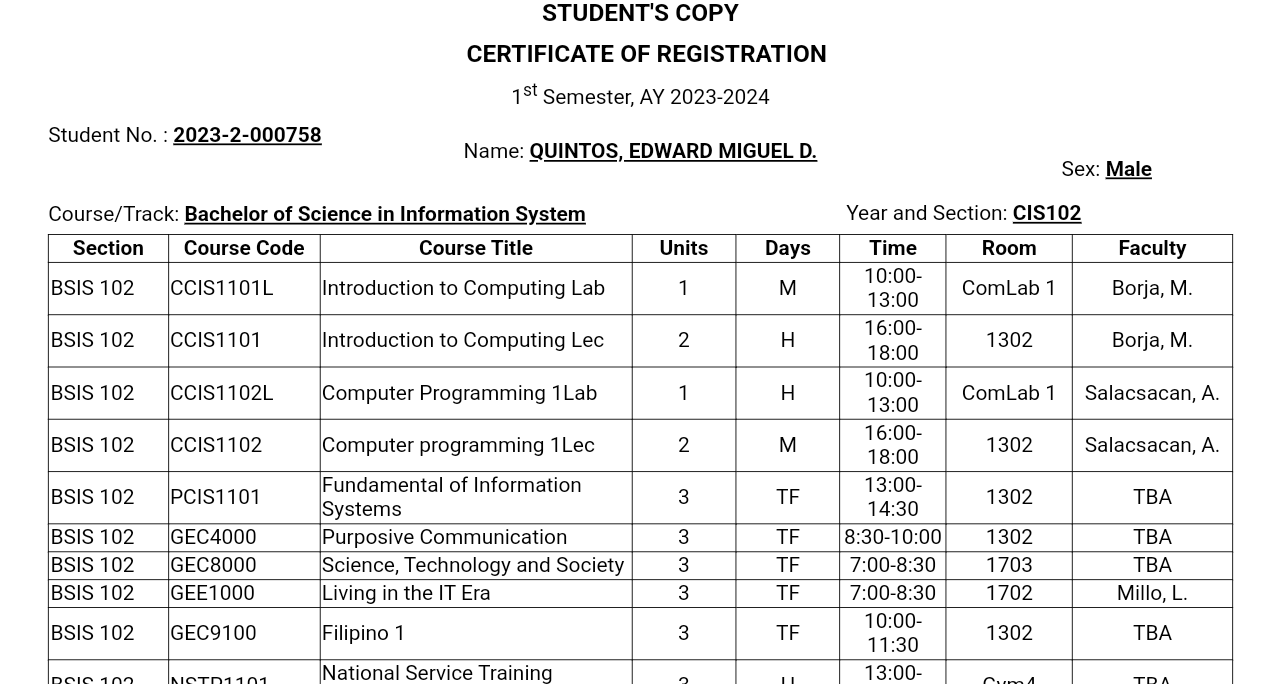 STUDENT'S COPY
CERTIFICATE OF REGISTRATION
1st Semester, AY 2023-2024
Student No. : 2023-2-000758
Name: QUINTOS, EDWARD MIGUEL D.
Sex: Male
Course/Track: Bachelor of Science in Information System
Year and Section: CIS102
Section Course Code Course Title Units Days Time Room Faculty
BSIS 102 CCIS1101L Introduction to Computing Lab 1 M 10:00-13:00 ComLab 1 Borja, M.
BSIS 102 CCIS1101 Introduction to Computing Lec 2 H 16:00-18:00 1302 Borja, M.
BSIS 102 CCIS1102L Computer Programming 1Lab 1 H 10:00-13:00 ComLab 1 Salacsacan, A.
BSIS 102 CCIS1102 Computer programming 1Lec 2 M 16:00-18:00 1302 Salacsacan, A.
BSIS 102 PCIS1101 Fundamental of Information Systems 3 TF 13:00-14:30 1302 TBA
BSIS 102 GEC4000 Purposive Communication 3 TF 8:30-10:00 1302 TBA
BSIS 102 GEC8000 Science, Technology and Society 3 TF 7:00-8:30 1703 TBA
BSIS 102 GEE1000 Living in the IT Era 3 TF 7:00-8:30 1702 Millo, L.
BSIS 102 GEC9100 Filipino 1 3 TF 10:00-11:30 1302 TBA
BSIS 102 NSTP1101 National Service Training 3 13:00- Gym4 TBA